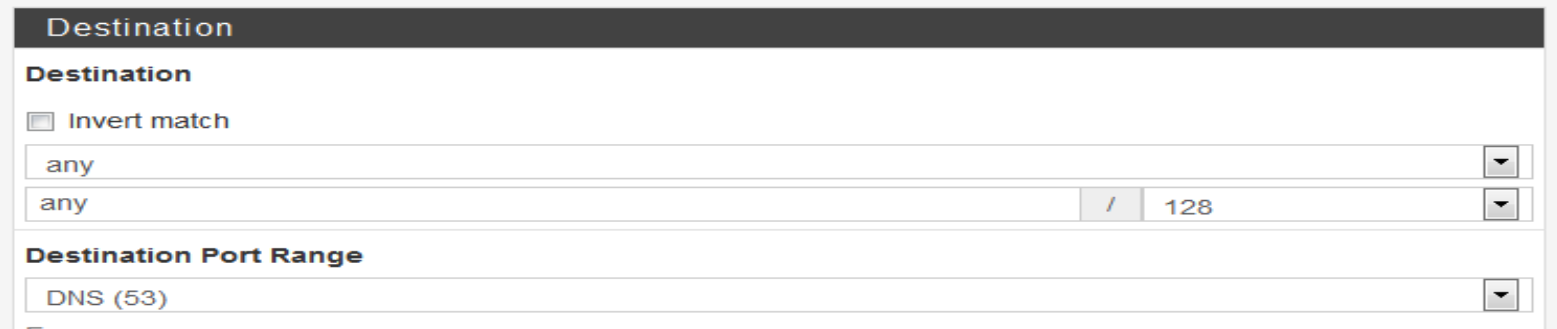 Destination
Destination
Invert match
any
any / 128
Destination Port Range
DNS (53)